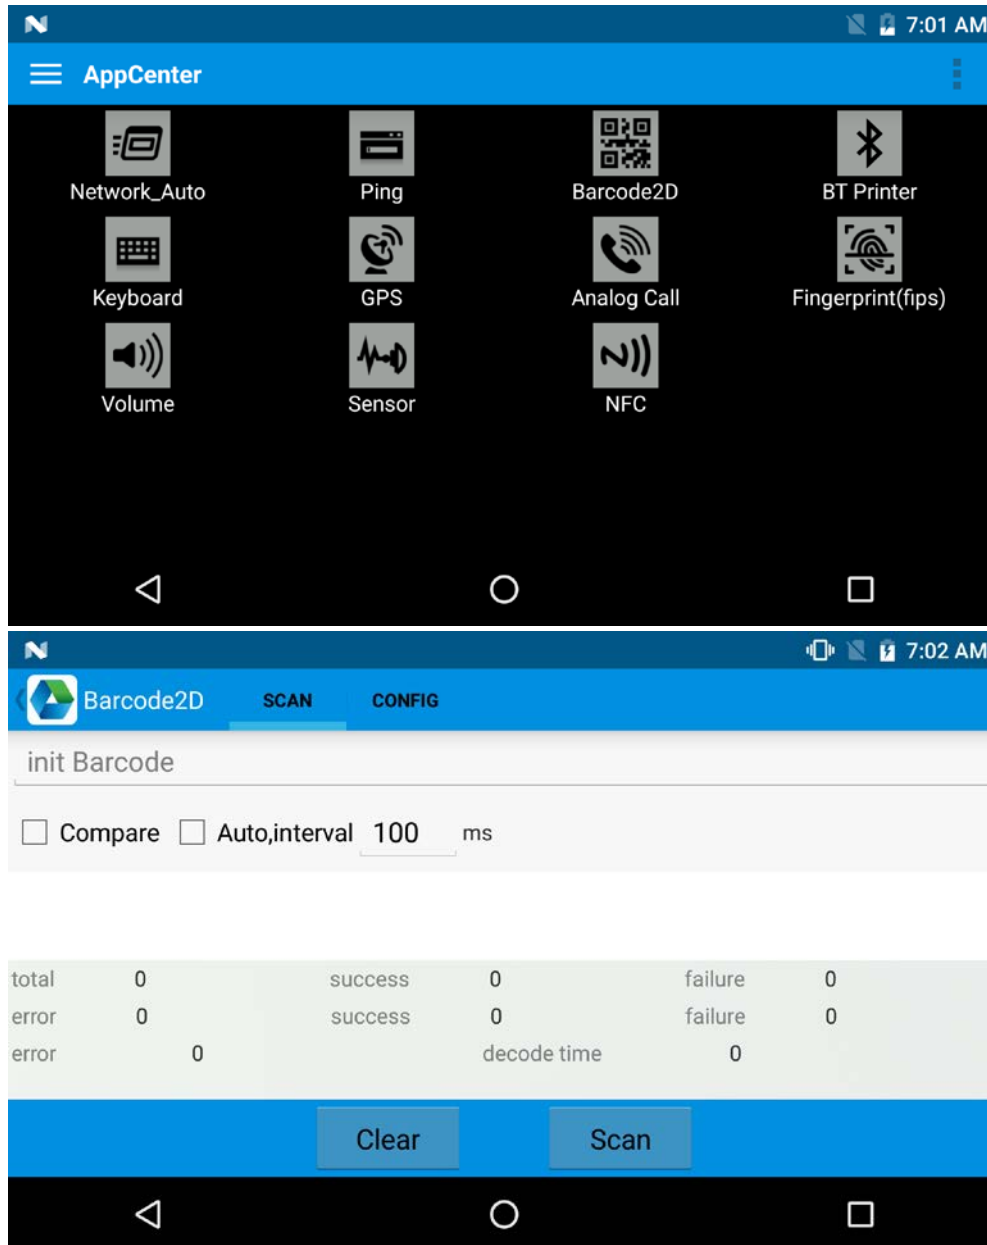 7:01 AM
AppCenter
Network_Auto Ping Barcode2D BT Printer
Keyboard GPS Analog Call Fingerprint(fips)
Volume Sensor NFC
7:02 AM
Barcode2D SCAN CONFIG
init Barcode
Compare Auto,interval 100 ms
total 0 success 0 failure 0
error 0 success 0 failure 0
error 0 decode time 0
Clear Scan